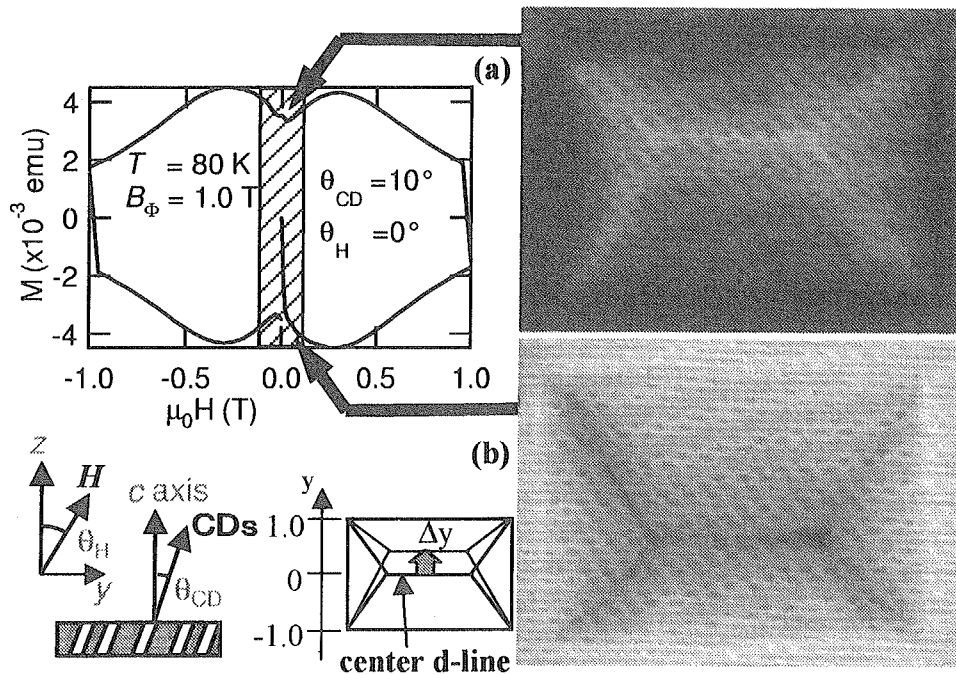 (a)
4
2
0
-2
-4
M (x10⁻³ emu)
T = 80 K
B_Φ = 1.0 T
θ_CD = 10°
θ_H = 0°
-1.0 -0.5 0.0 0.5 1.0
μ₀H (T)
(b)
z
H
θ_H
y
c axis
CDs
θ_CD
y
1.0
0
-1.0
Δy
center d-line